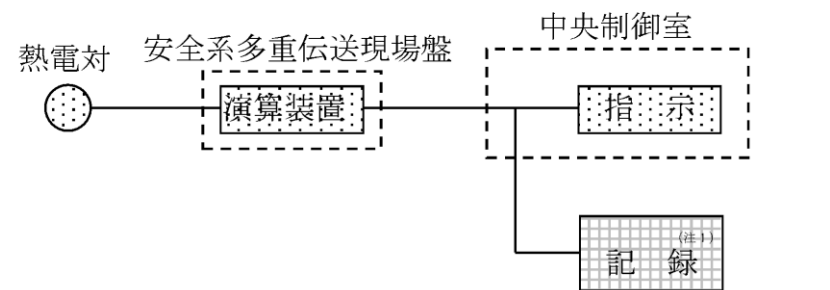 中央制御室
熱電対
安全系多重伝送現場盤
演算装置
指 示
(注1)
記 録